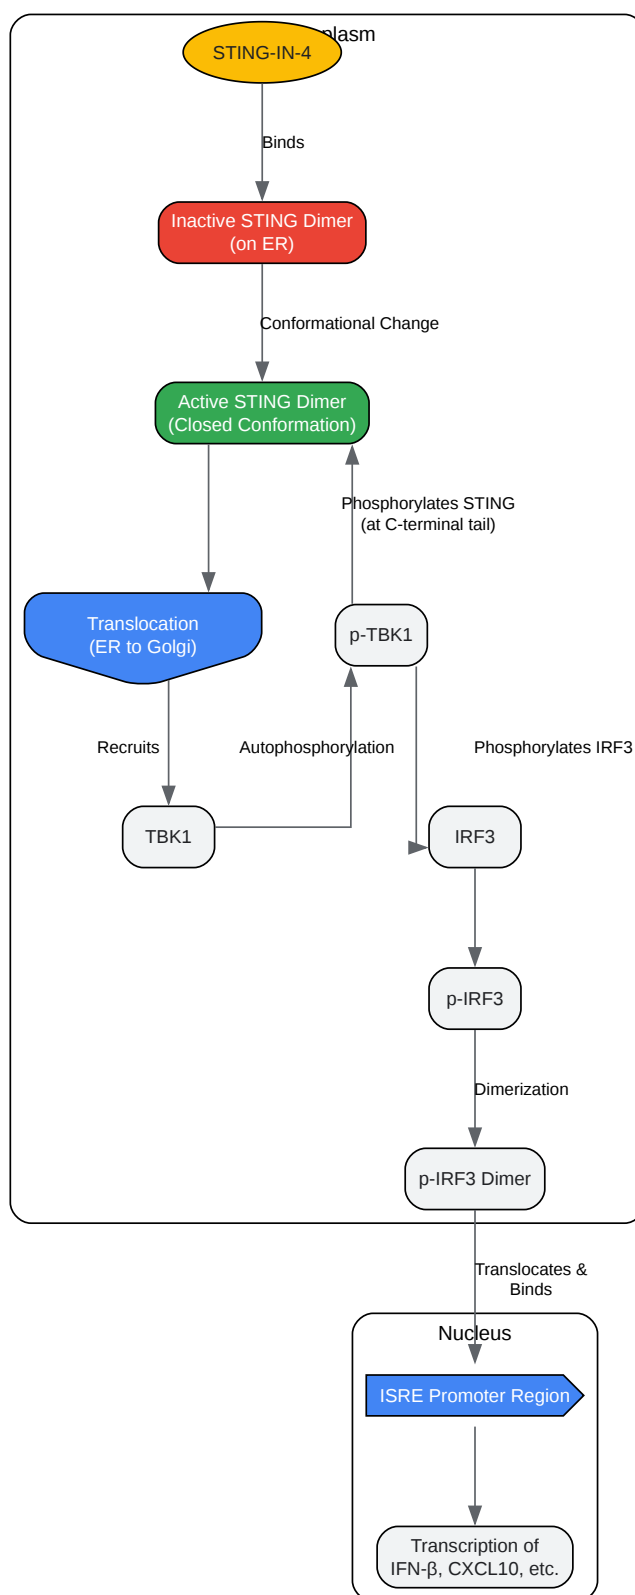 plasm
STING-IN-4
Binds
Inactive STING Dimer
(on ER)
Conformational Change
Active STING Dimer
(Closed Conformation)
Phosphorylates STING
(at C-terminal tail)
Translocation
(ER to Golgi)
p-TBK1
Recruits
Autophosphorylation
Phosphorylates IRF3
TBK1
IRF3
p-IRF3
Dimerization
p-IRF3 Dimer
Translocates &
Binds
Nucleus
ISRE Promoter Region
Transcription of
IFN-β, CXCL10, etc.